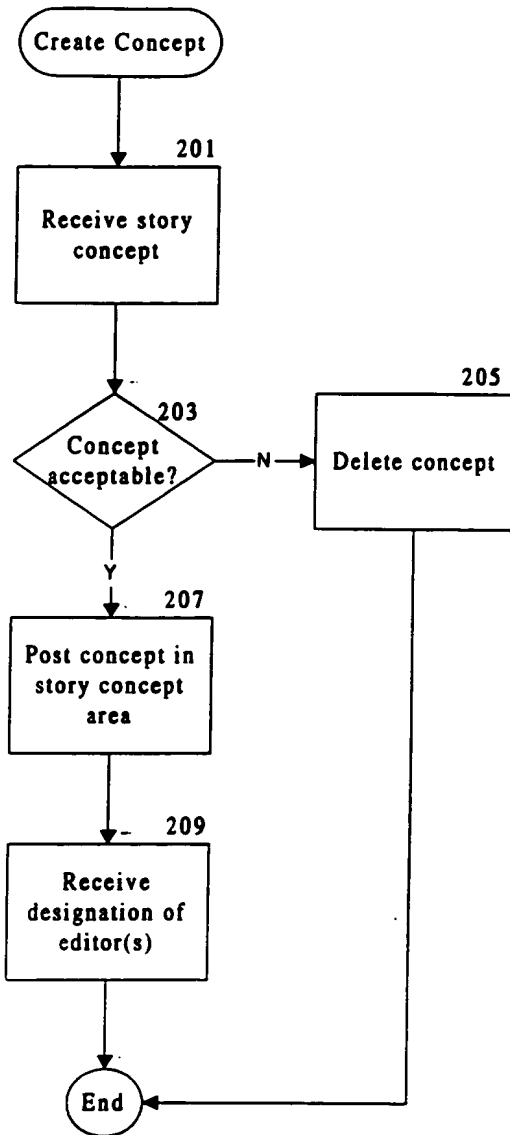 Create Concept
201
Receive story
concept
203
Concept
acceptable?
N
205
Delete concept
Y
207
Post concept in
story concept
area
209
Receive
designation of
editor(s)
End